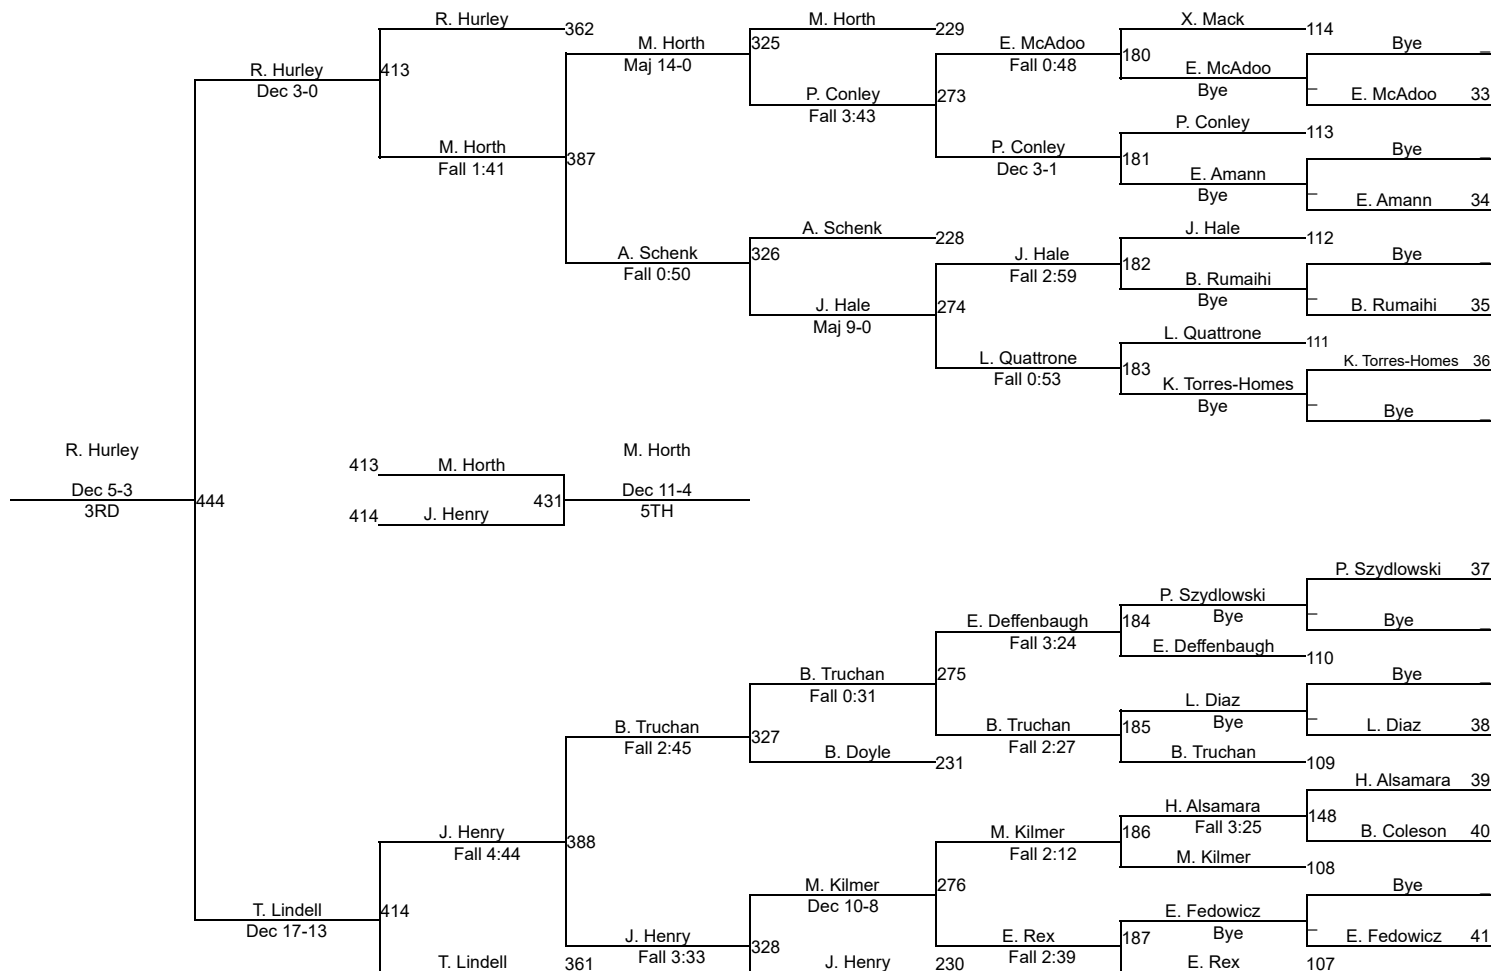 R. Hurley
362
M. Horth
229
X. Mack
114
Bye
_
325
M. Horth
Maj 14-0
E. McAdoo
Fall 0:48
180
E. McAdoo
Bye
_
E. McAdoo 33
R. Hurley
Dec 3-0
413
P. Conley
Fall 3:43
273
P. Conley
113
Bye
_
M. Horth
Fall 1:41
387
P. Conley
Dec 3-1
181
E. Amann
Bye
_
E. Amann 34
A. Schenk
228
J. Hale
112
Bye
_
A. Schenk
Fall 0:50
326
J. Hale
Fall 2:59
182
B. Rumaihi
Bye
_
B. Rumaihi 35
J. Hale
Maj 9-0
274
L. Quattrone
111
L. Quattrone
Fall 0:53
183
K. Torres-Homes 36
K. Torres-Homes
Bye
_
Bye
_
R. Hurley
Dec 5-3
3RD
444
413
M. Horth
414
J. Henry
431
M. Horth
Dec 11-4
5TH
P. Szydlowski 37
P. Szydlowski
Bye
_
Bye
_
E. Deffenbaugh
Fall 3:24
184
E. Deffenbaugh
110
B. Truchan
Fall 0:31
275
Bye
_
L. Diaz
Bye
_
B. Truchan
Fall 2:45
327
B. Truchan
Fall 2:27
185
L. Diaz 38
B. Doyle
231
B. Truchan
109
H. Alsamara 39
H. Alsamara
Fall 3:25
148
J. Henry
Fall 4:44
388
M. Kilmer
Fall 2:12
186
B. Coleson 40
M. Kilmer
108
M. Kilmer
Dec 10-8
276
Bye
_
T. Lindell
Dec 17-13
414
E. Fedowicz
Bye
_
J. Henry
Fall 3:33
328
E. Rex
Fall 2:39
187
E. Fedowicz 41
T. Lindell
361
J. Henry
230
E. Rex
107